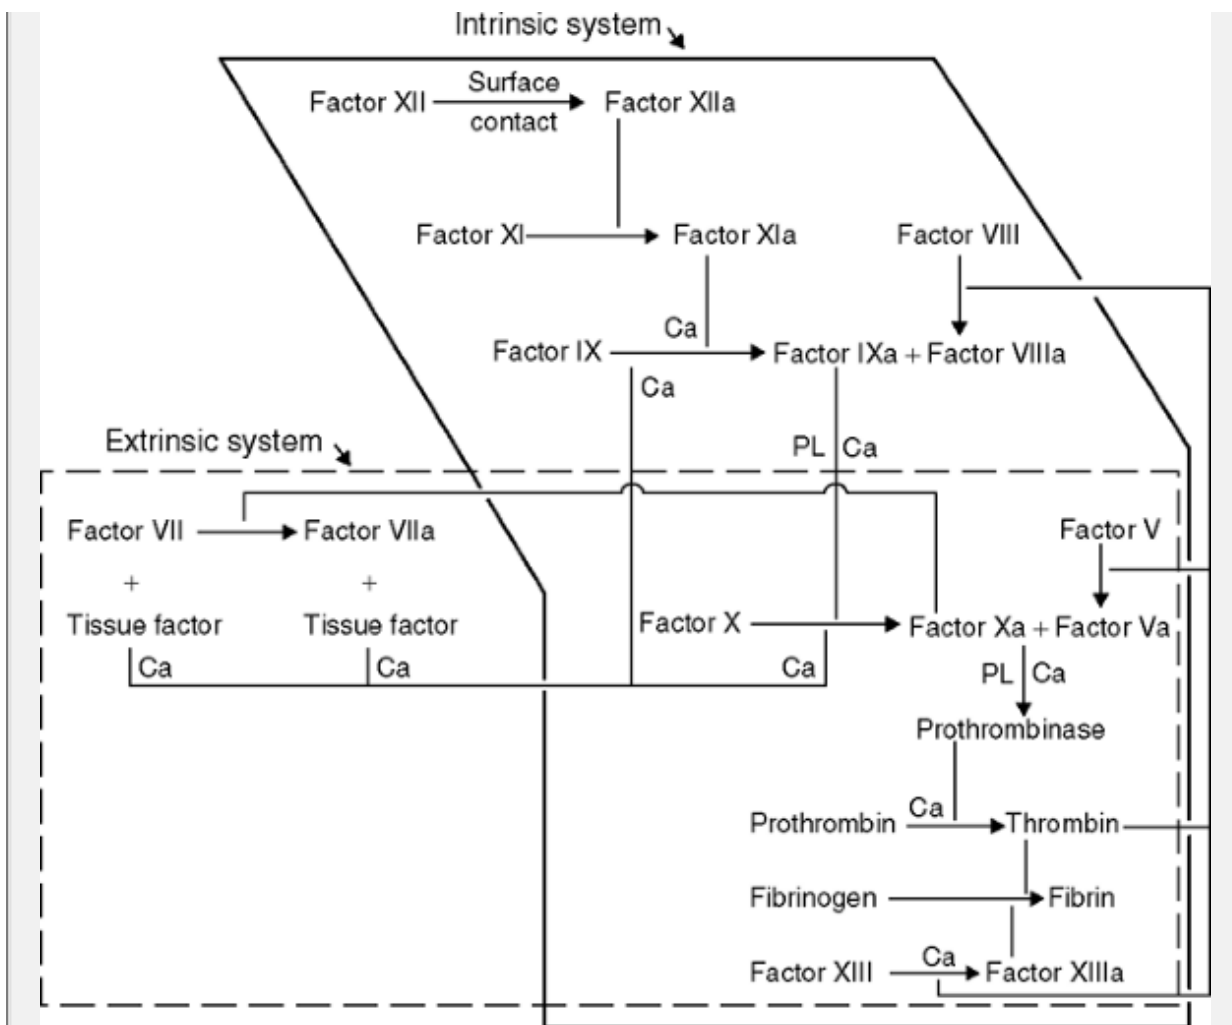 Intrinsic system
Factor XII
Surface
contact
Factor XIIa
Factor XI
Factor XIa
Factor VIII
Factor IX
Ca
Factor IXa + Factor VIIIa
Ca
Extrinsic system
PL
Ca
Factor VII
Factor VIIa
Factor V
+
+
Tissue factor
Tissue factor
Factor X
Factor Xa + Factor Va
Ca
Ca
Ca
PL
Ca
Prothrombinase
Prothrombin
Ca
Thrombin
Fibrinogen
Fibrin
Factor XIII
Ca
Factor XIIIa